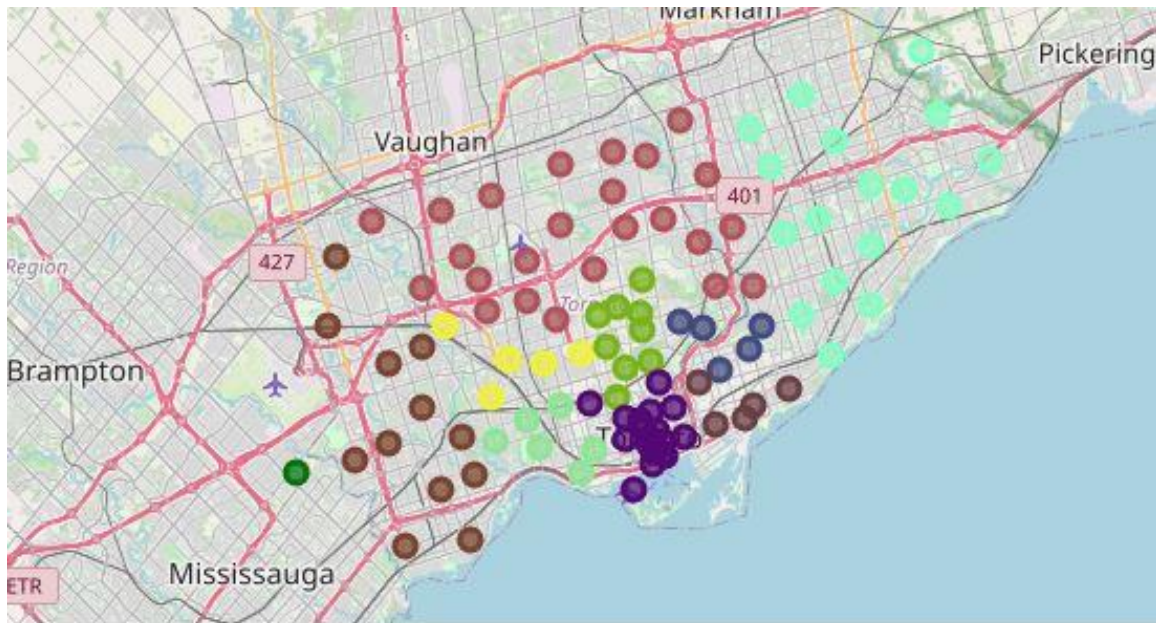 Markham
Pickering
Vaughan
401
427
Region
Brampton
Mississauga
ETR